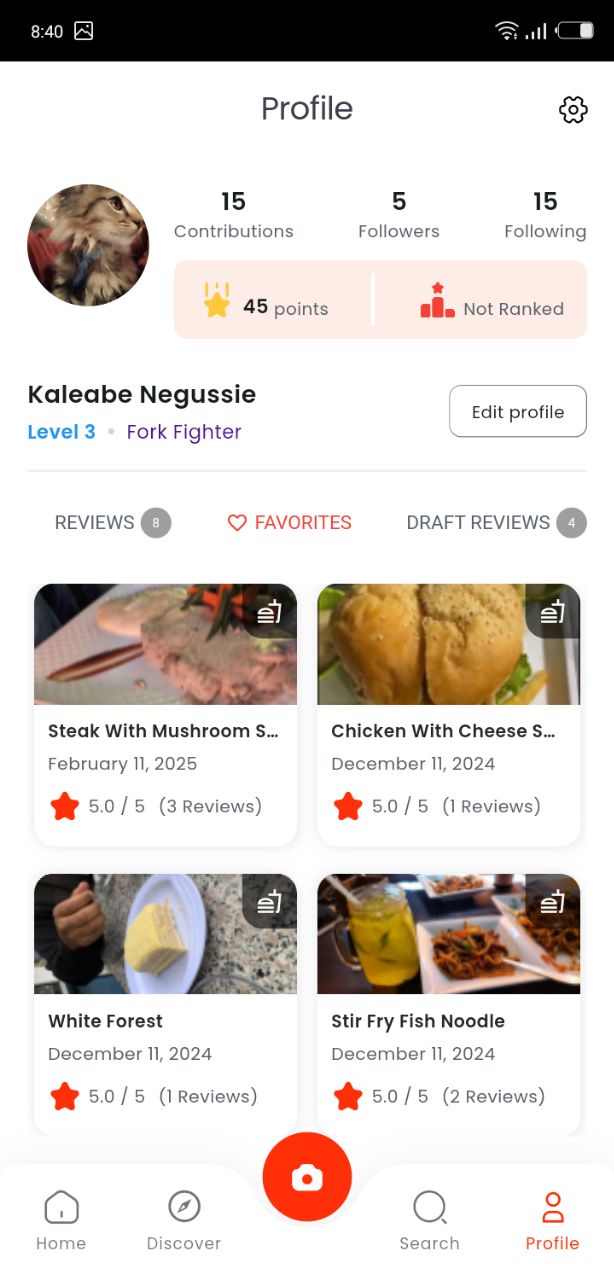 8:40
Profile
15 5 15
Contributions Followers Following
45 points Not Ranked
Kaleabe Negussie
Edit profile
Level 3 • Fork Fighter
REVIEWS 8 FAVORITES DRAFT REVIEWS 4
Steak With Mushroom S...
February 11, 2025
5.0 / 5 (3 Reviews)
Chicken With Cheese S...
December 11, 2024
5.0 / 5 (1 Reviews)
White Forest
December 11, 2024
5.0 / 5 (1 Reviews)
Stir Fry Fish Noodle
December 11, 2024
5.0 / 5 (2 Reviews)
Home Discover Search Profile